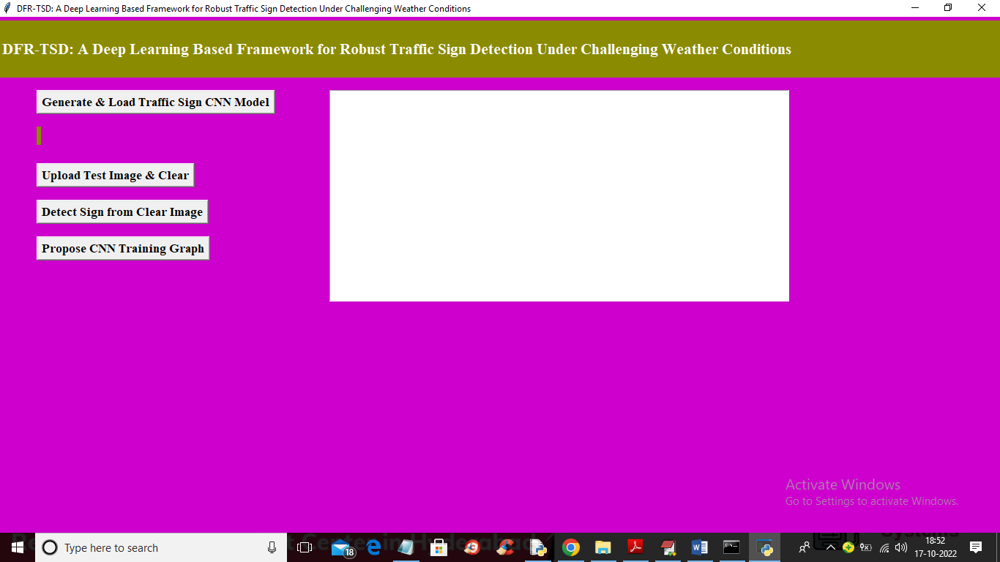 DFR-TSD: A Deep Learning Based Framework for Robust Traffic Sign Detection Under Challenging Weather Conditions
DFR-TSD: A Deep Learning Based Framework for Robust Traffic Sign Detection Under Challenging Weather Conditions
Generate & Load Traffic Sign CNN Model
Upload Test Image & Clear
Detect Sign from Clear Image
Propose CNN Training Graph
Activate Windows
Go to Settings to activate Windows.
Type here to search
18
18:52
17-10-2022